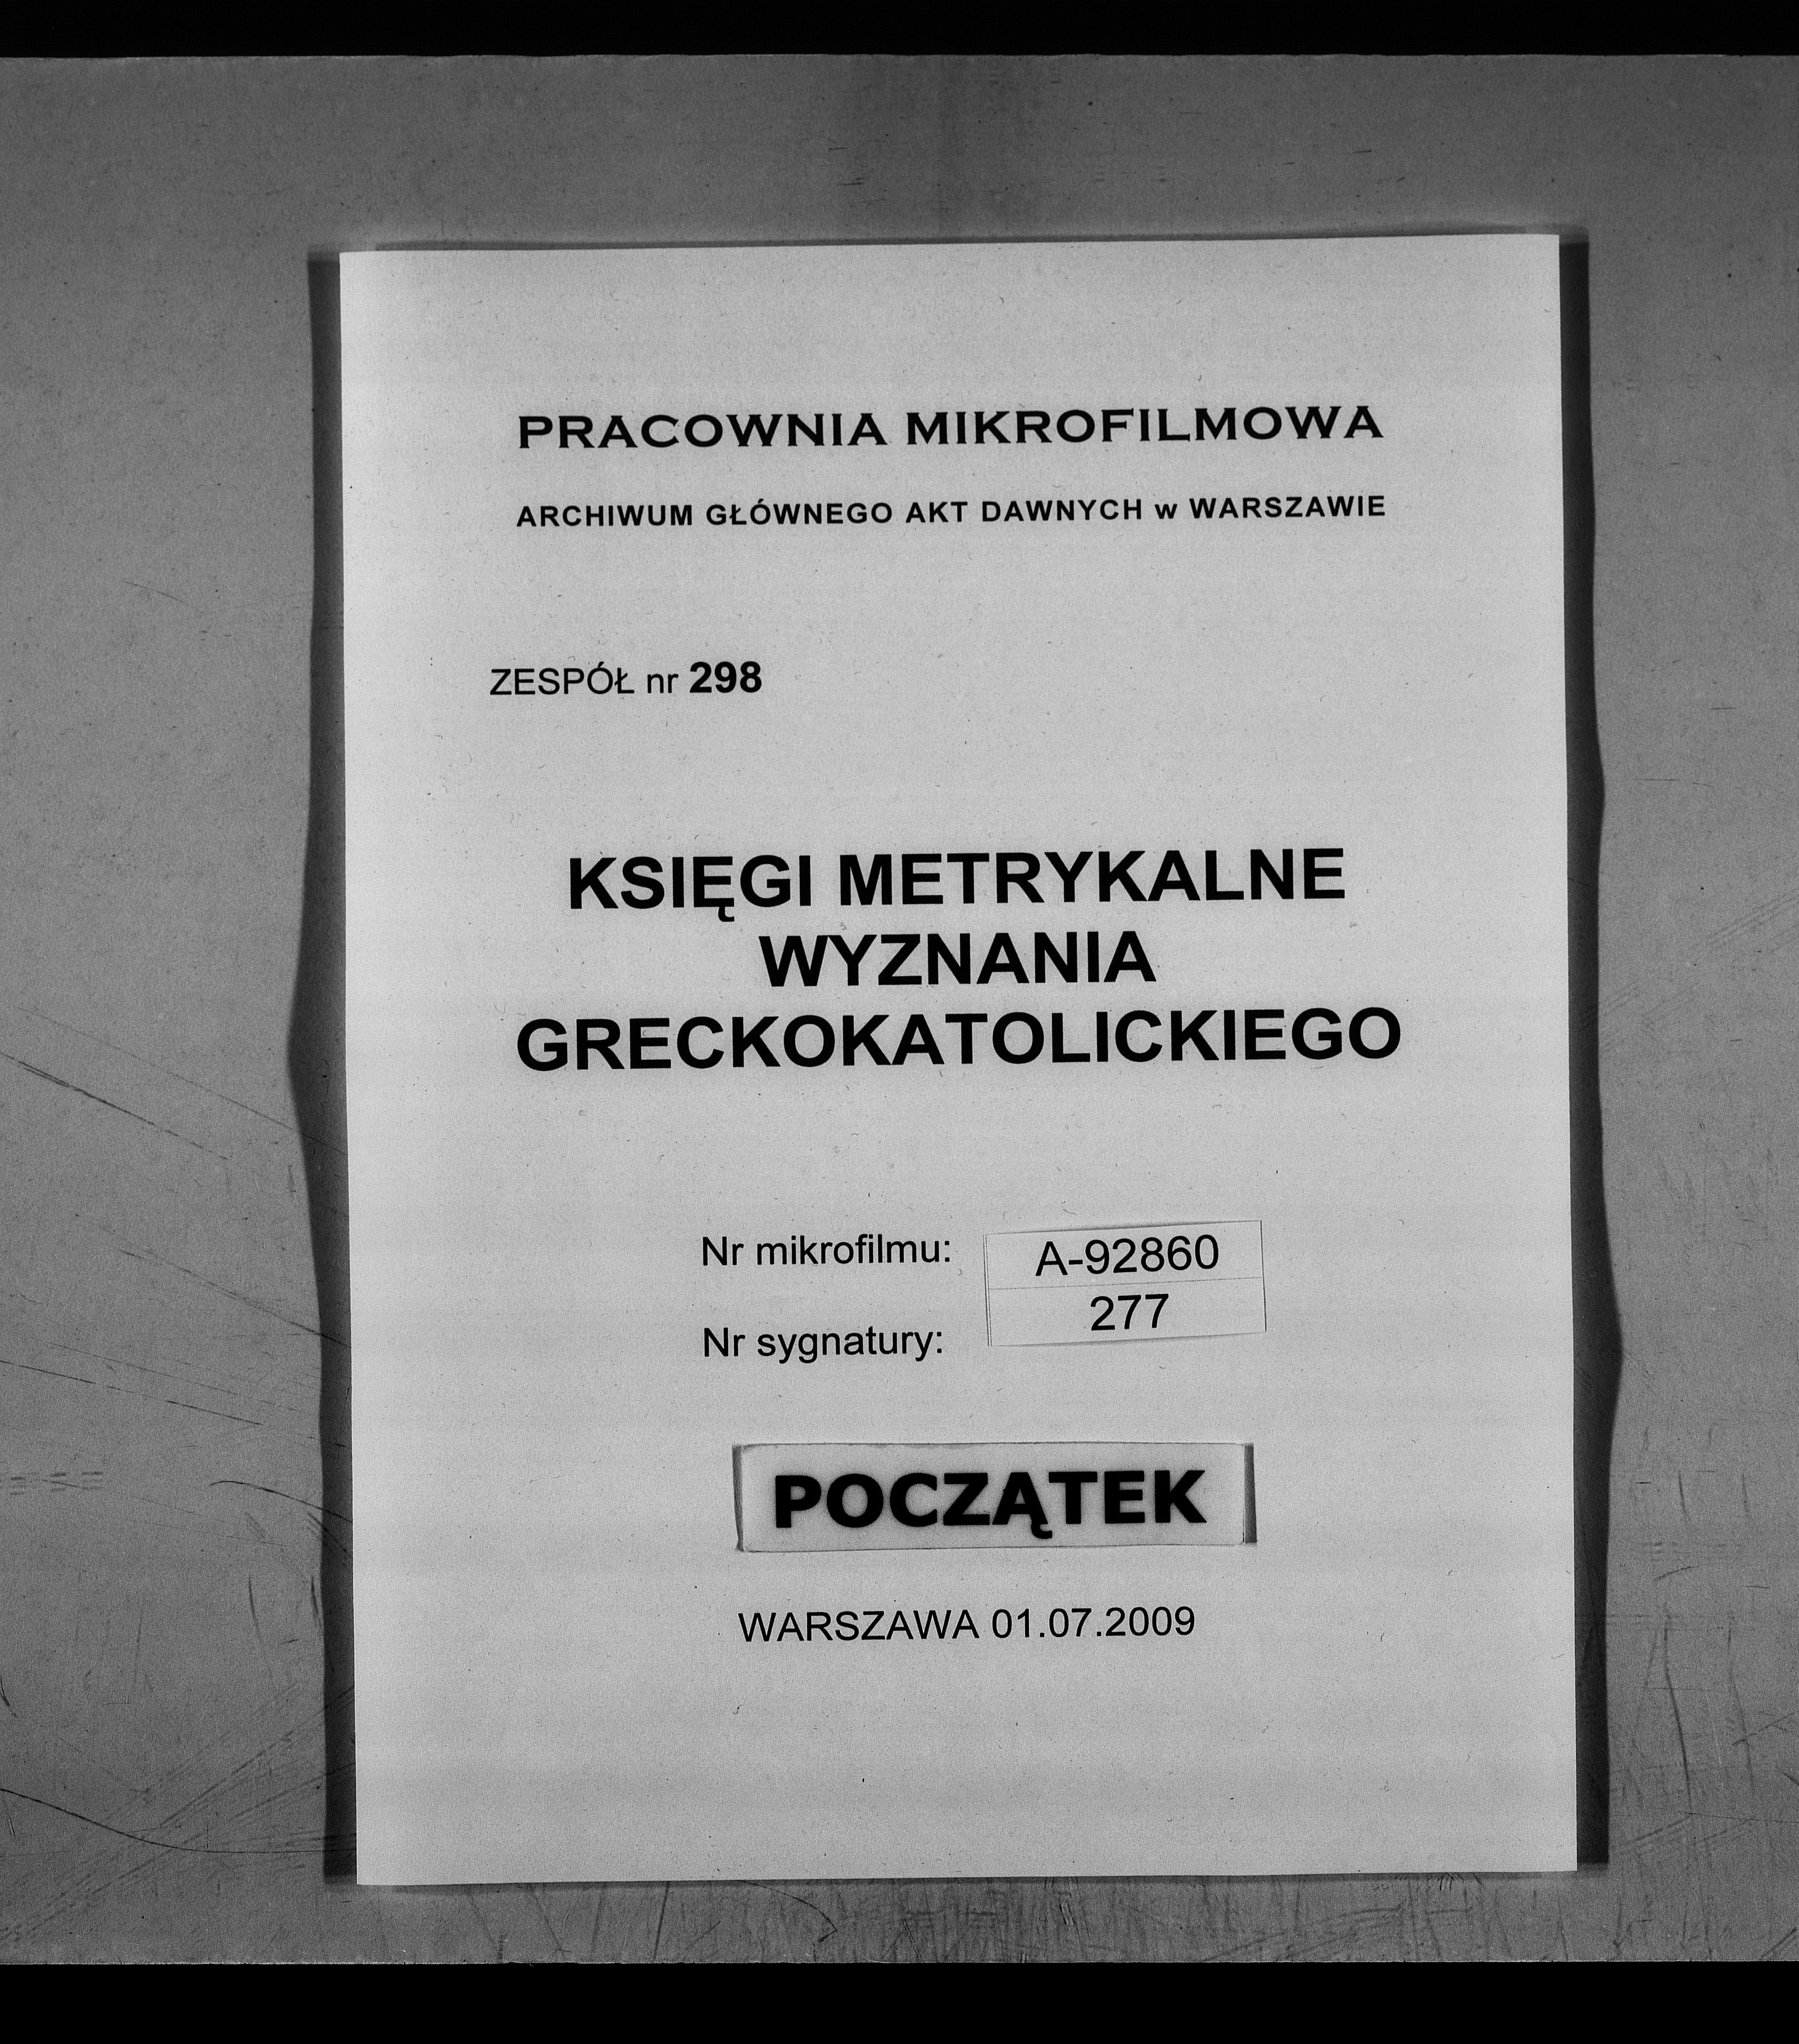 PRACOWNIA MIKROFILMOWA
ARCHIWUM GŁÓWNEGO AKT DAWNYCH w WARSZAWIE
ZESPÓŁ nr 298
KSIĘGI METRYKALNE
WYZNANIA
GRECKOKATOLICKIEGO
Nr mikrofilmu: A-92860
Nr sygnatury: 277
POCZĄTEK
WARSZAWA 01.07.2009